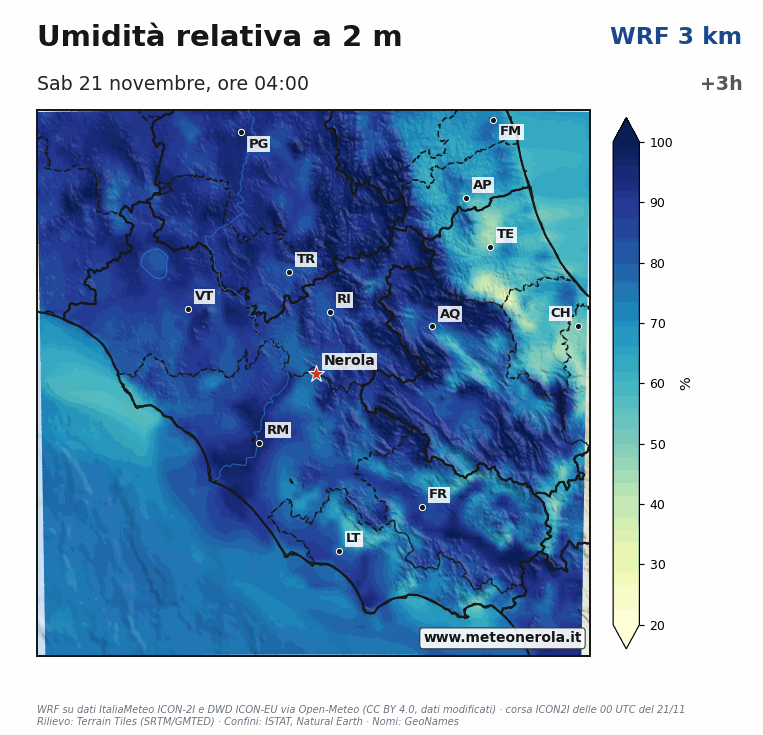 Umidità relativa a 2 m
WRF 3 km
Sab 21 novembre, ore 04:00
+3h
FM
PG
AP
TE
TR
VT
RI
AQ
CH
Nerola
RM
FR
LT
www.meteonerola.it
100
90
80
70
60
50
40
30
20
%
WRF su dati ItaliaMeteo ICON-2I e DWD ICON-EU via Open-Meteo (CC BY 4.0, dati modificati) · corsa ICON2I delle 00 UTC del 21/11
Rilievo: Terrain Tiles (SRTM/GMTED) · Confini: ISTAT, Natural Earth · Nomi: GeoNames